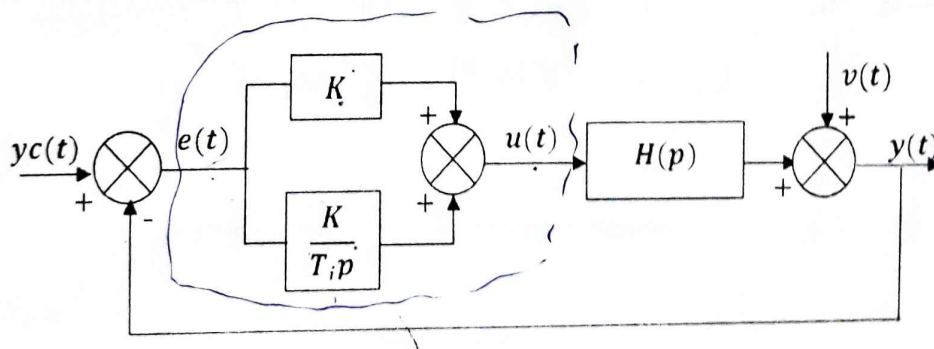 K
v(t)
yc(t)
e(t)
u(t)
H(p)
y(t)
+
+
+
+
+
-
K
T_i p